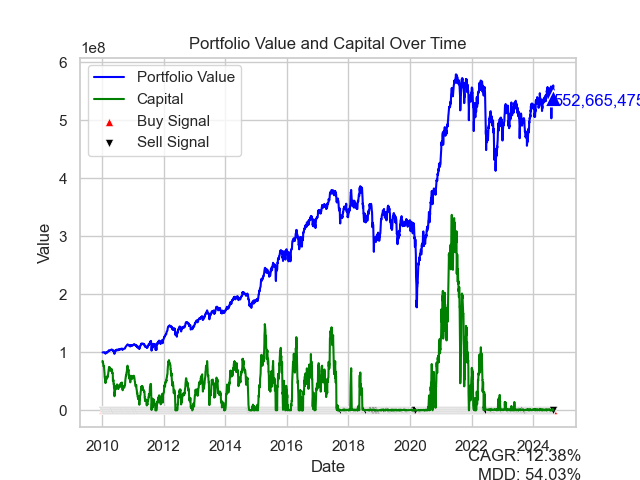 Portfolio Value and Capital Over Time
1e8
Portfolio Value
Capital
Buy Signal
Sell Signal
6
5
4
3
2
1
0
Value
552,665,475
2010 2012 2014 2016 2018 2020 2022 2024
Date
CAGR: 12.38%
MDD: 54.03%